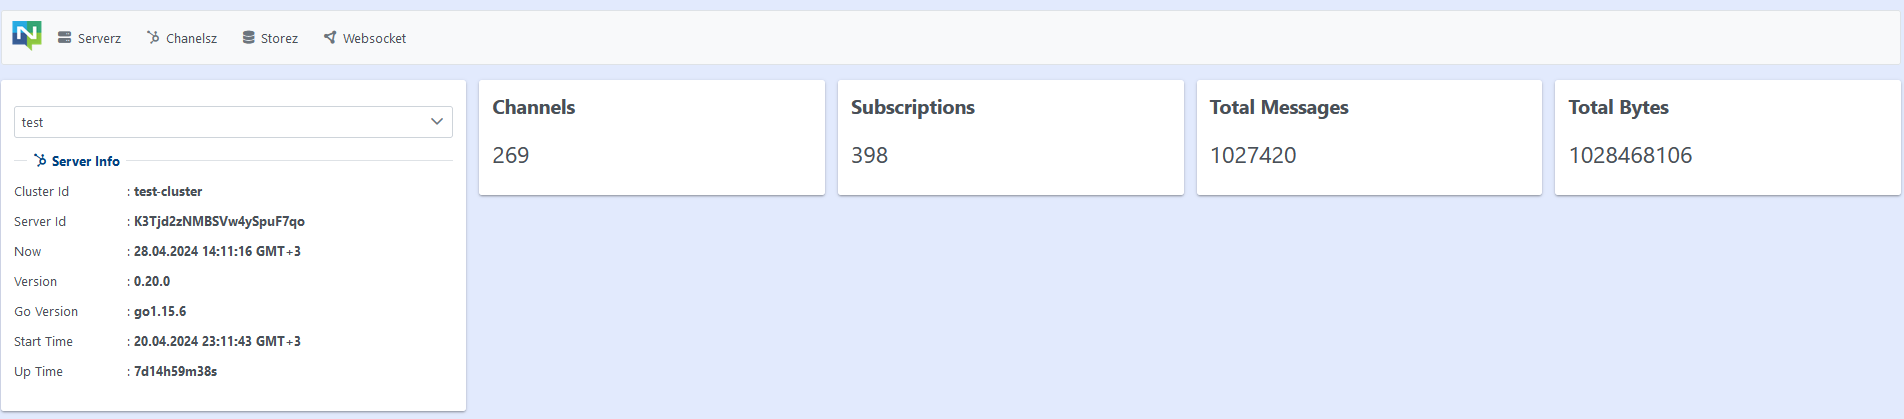 N
Serverz Chanelsz Storez Websocket
test
Server Info
Cluster Id : test-cluster
Server Id : K3Tjd2zNMBSVw4ySpuF7qo
Now : 28.04.2024 14:11:16 GMT+3
Version : 0.20.0
Go Version : go1.15.6
Start Time : 20.04.2024 23:11:43 GMT+3
Up Time : 7d14h59m38s
Channels
269
Subscriptions
398
Total Messages
1027420
Total Bytes
1028468106